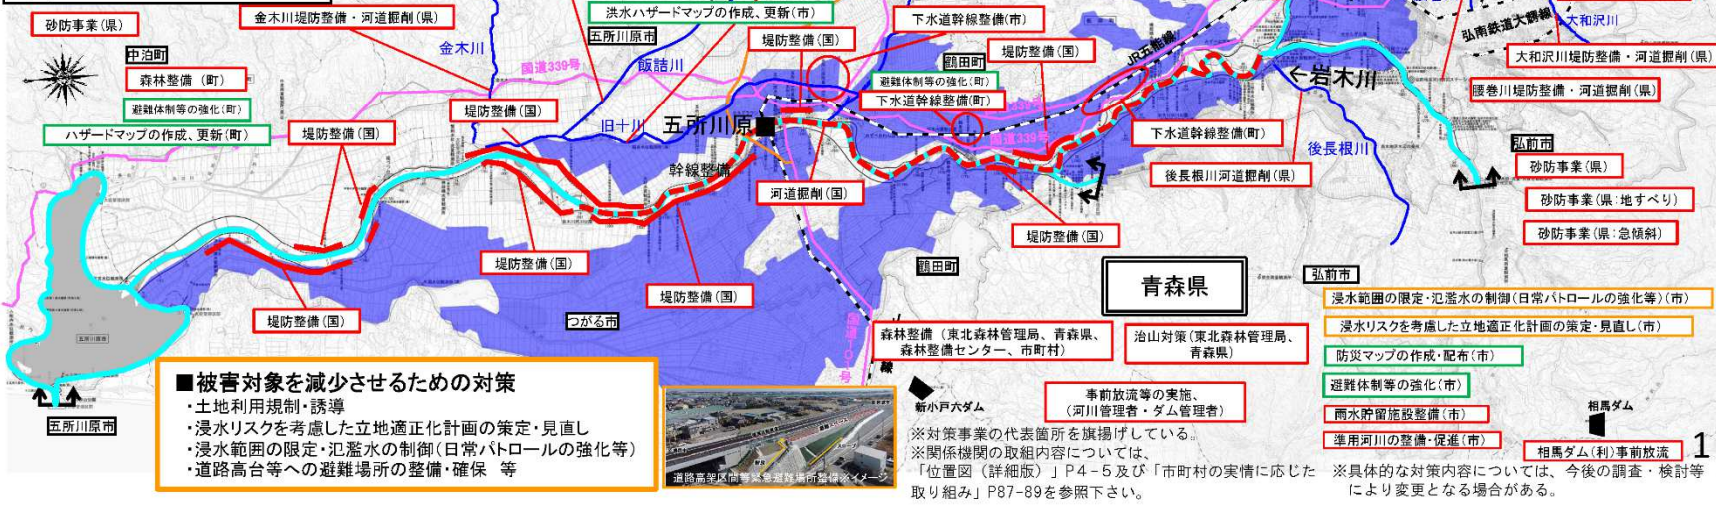 洪水ハザードマップの作成、更新(市)
金木川堤防整備・河道掘削(県)
下水道幹線整備(市)
砂防事業(県)
五所川原市
堤防整備(国)
堤防整備(国)
大和沢川
弘南鉄道大鰐線
中泊町
金木川
国道339号
飯詰川
鶴田町
JR五能線
大和沢川堤防整備・河道掘削(県)
森林整備 (町)
避難体制等の強化(町)
←岩木川
避難体制等の強化(町)
堤防整備(国)
下水道幹線整備(町)
腰巻川堤防整備・河道掘削(県)
ハザードマップの作成、更新(町)
堤防整備(国)
旧十川
五所川原
国道339号
下水道幹線整備(町)
後長根川
弘前市
幹線整備
砂防事業(県)
河道掘削(国)
後長根川河道掘削(県)
砂防事業(県:地すべり)
堤防整備(国)
砂防事業(県:急傾斜)
堤防整備(国)
鶴田町
青森県
弘前市
堤防整備(国)
堤防整備(国)
つがる市
国道101号
線
浸水範囲の限定・氾濫水の制御(日常パトロールの強化等)(市)
浸水リスクを考慮した立地適正化計画の策定・見直し(市)
五所川原市
森林整備(東北森林管理局、青森県、
森林整備センター、市町村)
治山対策(東北森林管理局、
青森県)
防災マップの作成・配布(市)
避難体制等の強化(市)
■被害対象を減少させるための対策
・土地利用規制・誘導
・浸水リスクを考慮した立地適正化計画の策定・見直し
・浸水範囲の限定・氾濫水の制御(日常パトロールの強化等)
・道路高台等への避難場所の整備・確保 等
五所川原市
道路高架区間等緊急避難場所整備※イメージ
新小戸六ダム
事前放流等の実施、
(河川管理者・ダム管理者)
雨水貯留施設整備(市)
準用河川の整備・促進(市)
相馬ダム
相馬ダム(利)事前放流
1
※対策事業の代表箇所を旗揚げしている。
※関係機関の取組内容については、
「位置図(詳細版)」P4-5及び「市町村の実情に応じた
取り組み」P87-89を参照下さい。
※具体的な対策内容については、今後の調査・検討等
により変更となる場合がある。